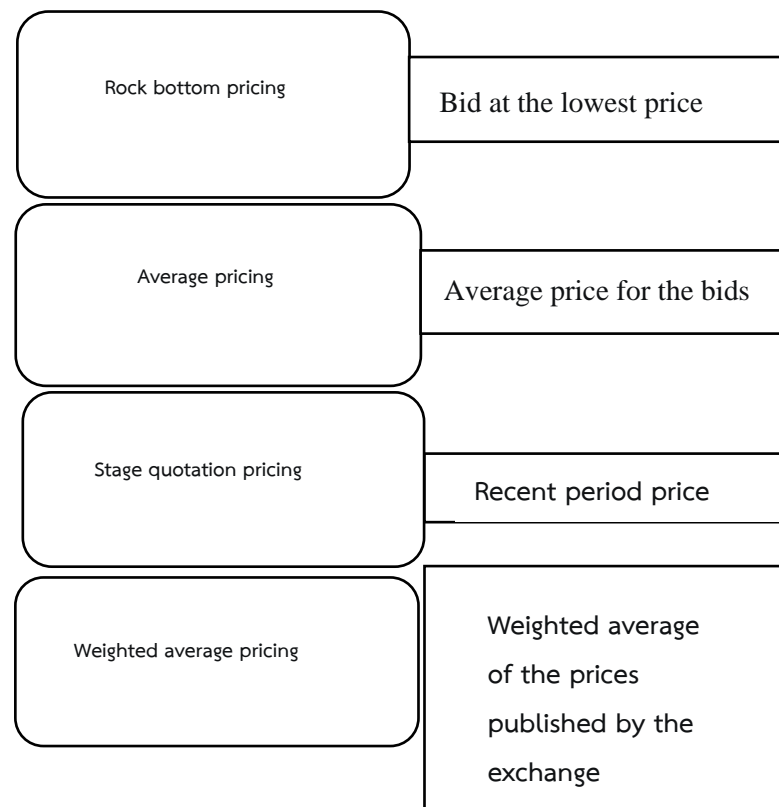 Rock bottom pricing
Bid at the lowest price
Average pricing
Average price for the bids
Stage quotation pricing
Recent period price
Weighted average pricing
Weighted average
of the prices
published by the
exchange